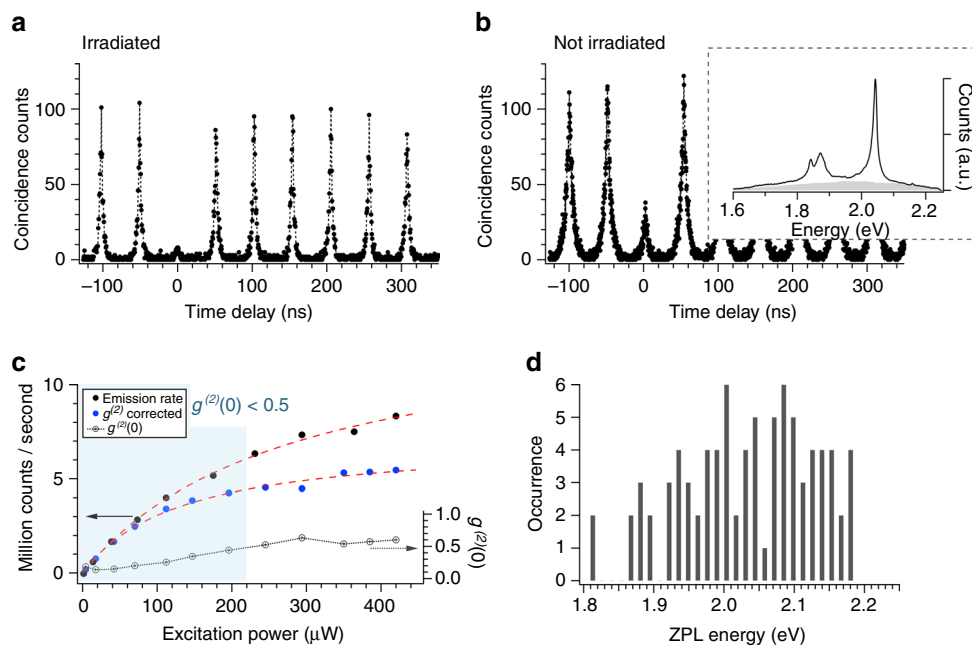 a
Irradiated
Coincidence counts
100
50
0
−100 0 100 200 300
Time delay (ns)
b
Not irradiated
Coincidence counts
100
50
0
−100 0 100 200 300
Time delay (ns)
Counts (a.u.)
1.6 1.8 2.0 2.2
Energy (eV)
c
Million counts / second
10
5
0
Emission rate
g(2) corrected
g(2)(0)
g(2)(0) < 0.5
1.0
0.5
0.0
g(2)(0)
0 100 200 300 400
Excitation power (μW)
d
Occurrence
6
5
4
3
2
1
0
1.8 1.9 2.0 2.1 2.2
ZPL energy (eV)